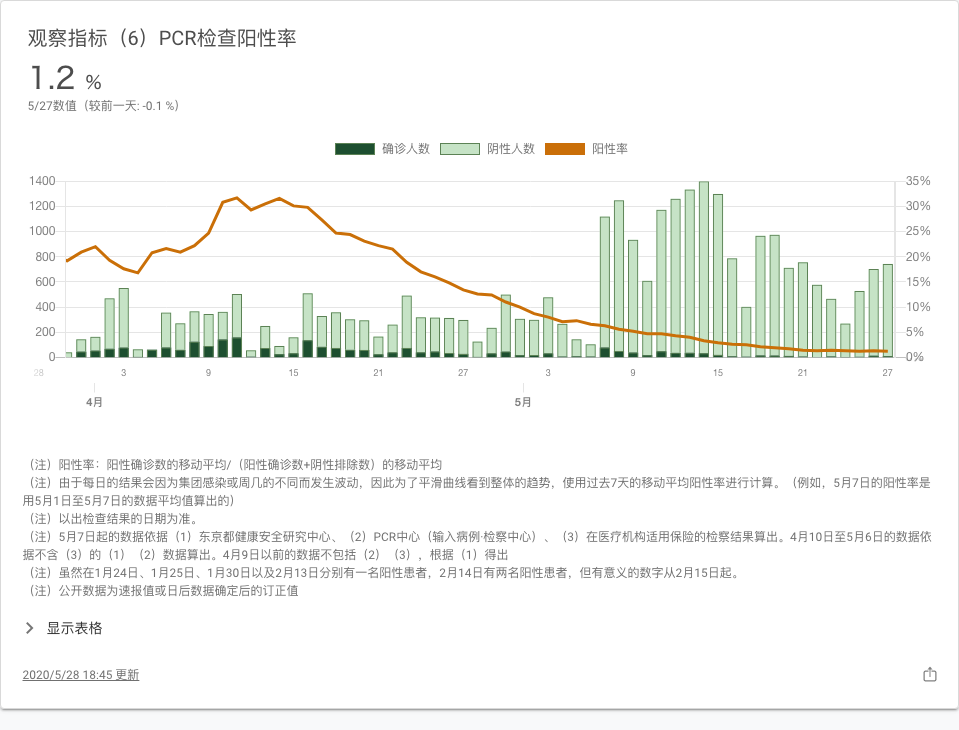 观察指标（6）PCR检查阳性率
1.2 %
5/27数值（较前一天: -0.1 %）
确诊人数 阴性人数 阳性率
1400 35%
1200 30%
1000 25%
800 20%
600 15%
400 10%
200 5%
0 0%
28 3 9 15 21 27 3 9 15 21 27
4月 5月
（注）阳性率：阳性确诊数的移动平均/（阳性确诊数+阴性排除数）的移动平均
（注）由于每日的结果会因为集团感染或周几的不同而发生波动，因此为了平滑曲线看到整体的趋势，使用过去7天的移动平均阳性率进行计算。（例如，5月7日的阳性率是
用5月1日至5月7日的数据平均值算出的）
（注）以出检查结果的日期为准。
（注）5月7日起的数据依据（1）东京都健康安全研究中心、（2）PCR中心（输入病例·检察中心）、（3）在医疗机构适用保险的检察结果算出。4月10日至5月6日的数据依
据不含（3）的（1）（2）数据算出。4月9日以前的数据不包括（2）（3），根据（1）得出
（注）虽然在1月24日、1月25日、1月30日以及2月13日分别有一名阳性患者，2月14日有两名阳性患者，但有意义的数字从2月15日起。
（注）公开数据为速报值或日后数据确定后的订正值
显示表格
2020/5/28 18:45 更新